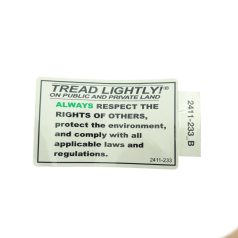 TREAD LIGHTLY!®
ON PUBLIC AND PRIVATE LAND
ALWAYS RESPECT THE
RIGHTS OF OTHERS,
protect the environment,
and comply with all
applicable laws and
regulations.
2411-233
2411-233_B